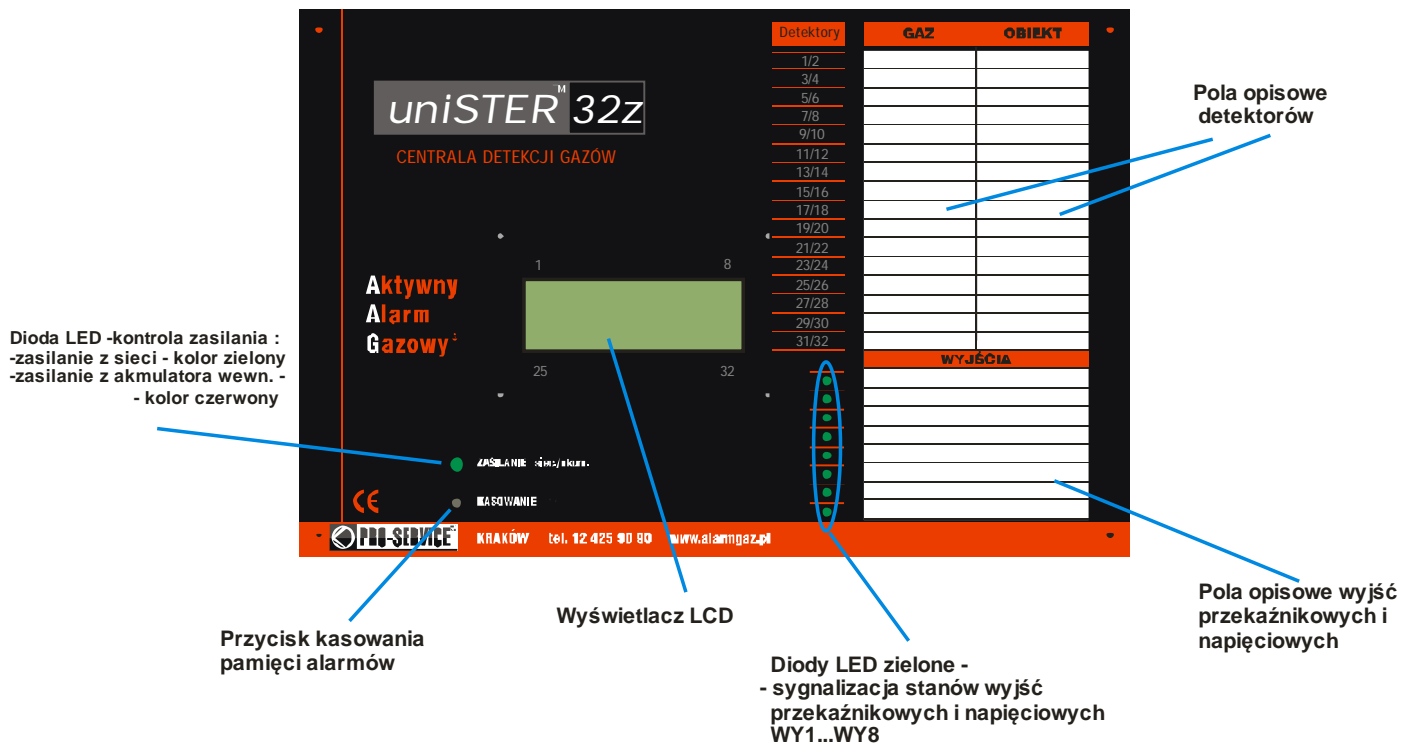 Detektory
GAZ OBIEKT
1/2
3/4
5/6
7/8
9/10
11/12
13/14
15/16
17/18
19/20
21/22
23/24
25/26
27/28
29/30
31/32
WYJŚCIA
uniSTER™ 32z
CENTRALA DETEKCJI GAZÓW
Aktywny
Alarm
Gazowy
1 8
25 32
ZASILANIE sieć/akum.
KASOWANIE
CE
PRO-SERVICE KRAKÓW tel. 12 425 90 90 www.alarmgaz.pl
Pola opisowe
detektorów
Dioda LED -kontrola zasilania :
-zasilanie z sieci - kolor zielony
-zasilanie z akmulatora wewn. -
- kolor czerwony
Przycisk kasowania
pamięci alarmów
Wyświetlacz LCD
Diody LED zielone -
- sygnalizacja stanów wyjść
przekaźnikowych i napięciowych
WY1...WY8
Pola opisowe wyjść
przekaźnikowych i
napięciowych